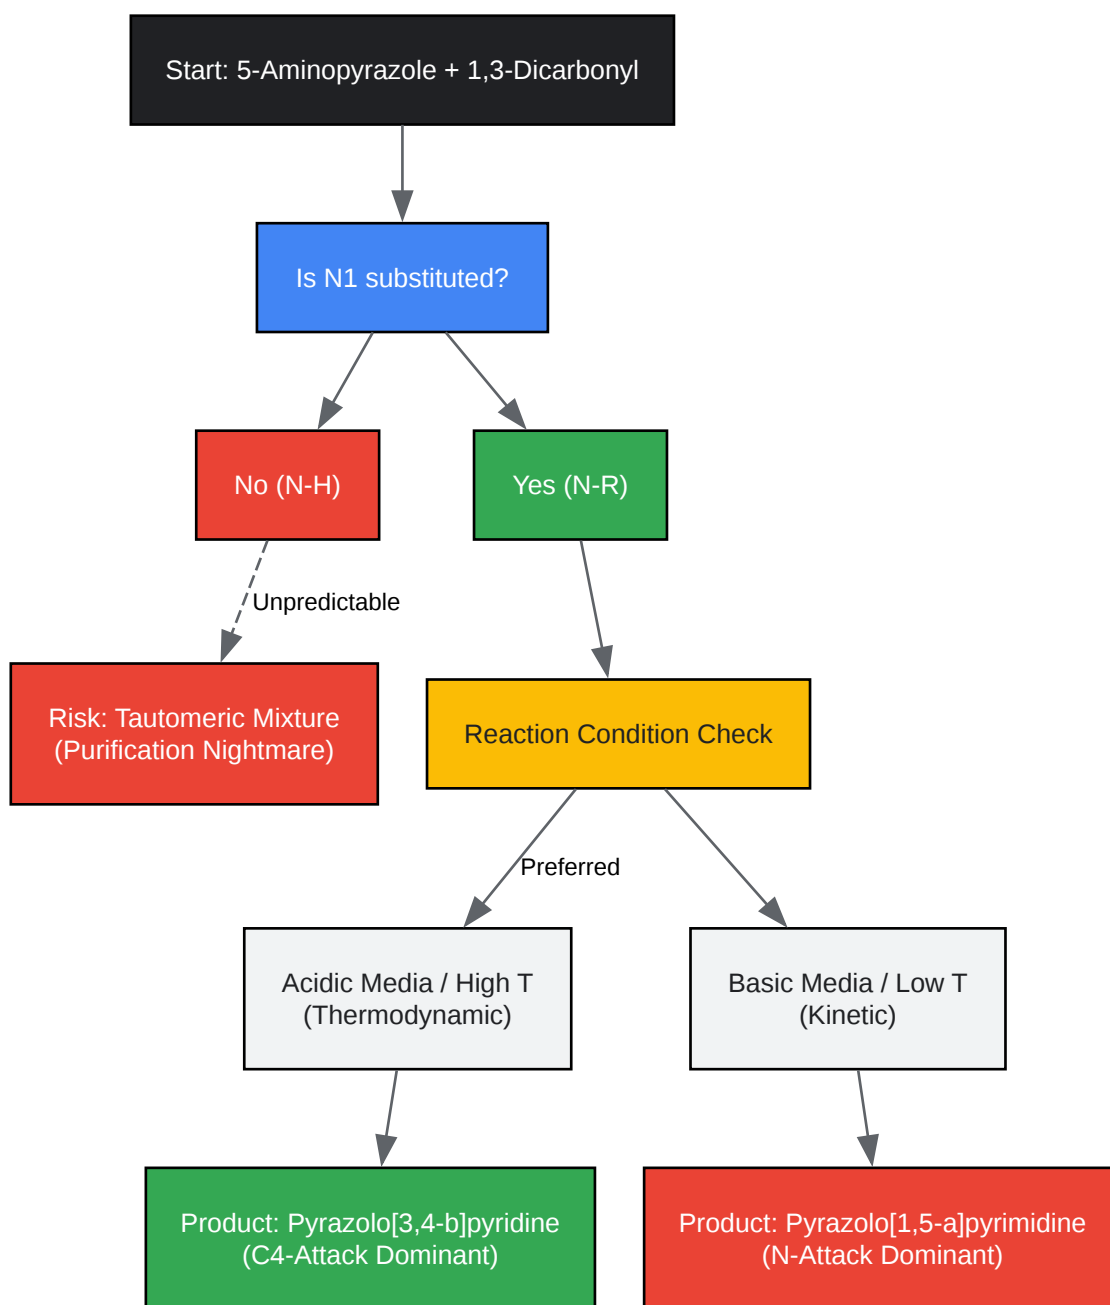 Start: 5-Aminopyrazole + 1,3-Dicarbonyl
Is N1 substituted?
No (N-H)
Yes (N-R)
Unpredictable
Risk: Tautomeric Mixture
(Purification Nightmare)
Reaction Condition Check
Preferred
Acidic Media / High T
(Thermodynamic)
Basic Media / Low T
(Kinetic)
Product: Pyrazolo[3,4-b]pyridine
(C4-Attack Dominant)
Product: Pyrazolo[1,5-a]pyrimidine
(N-Attack Dominant)